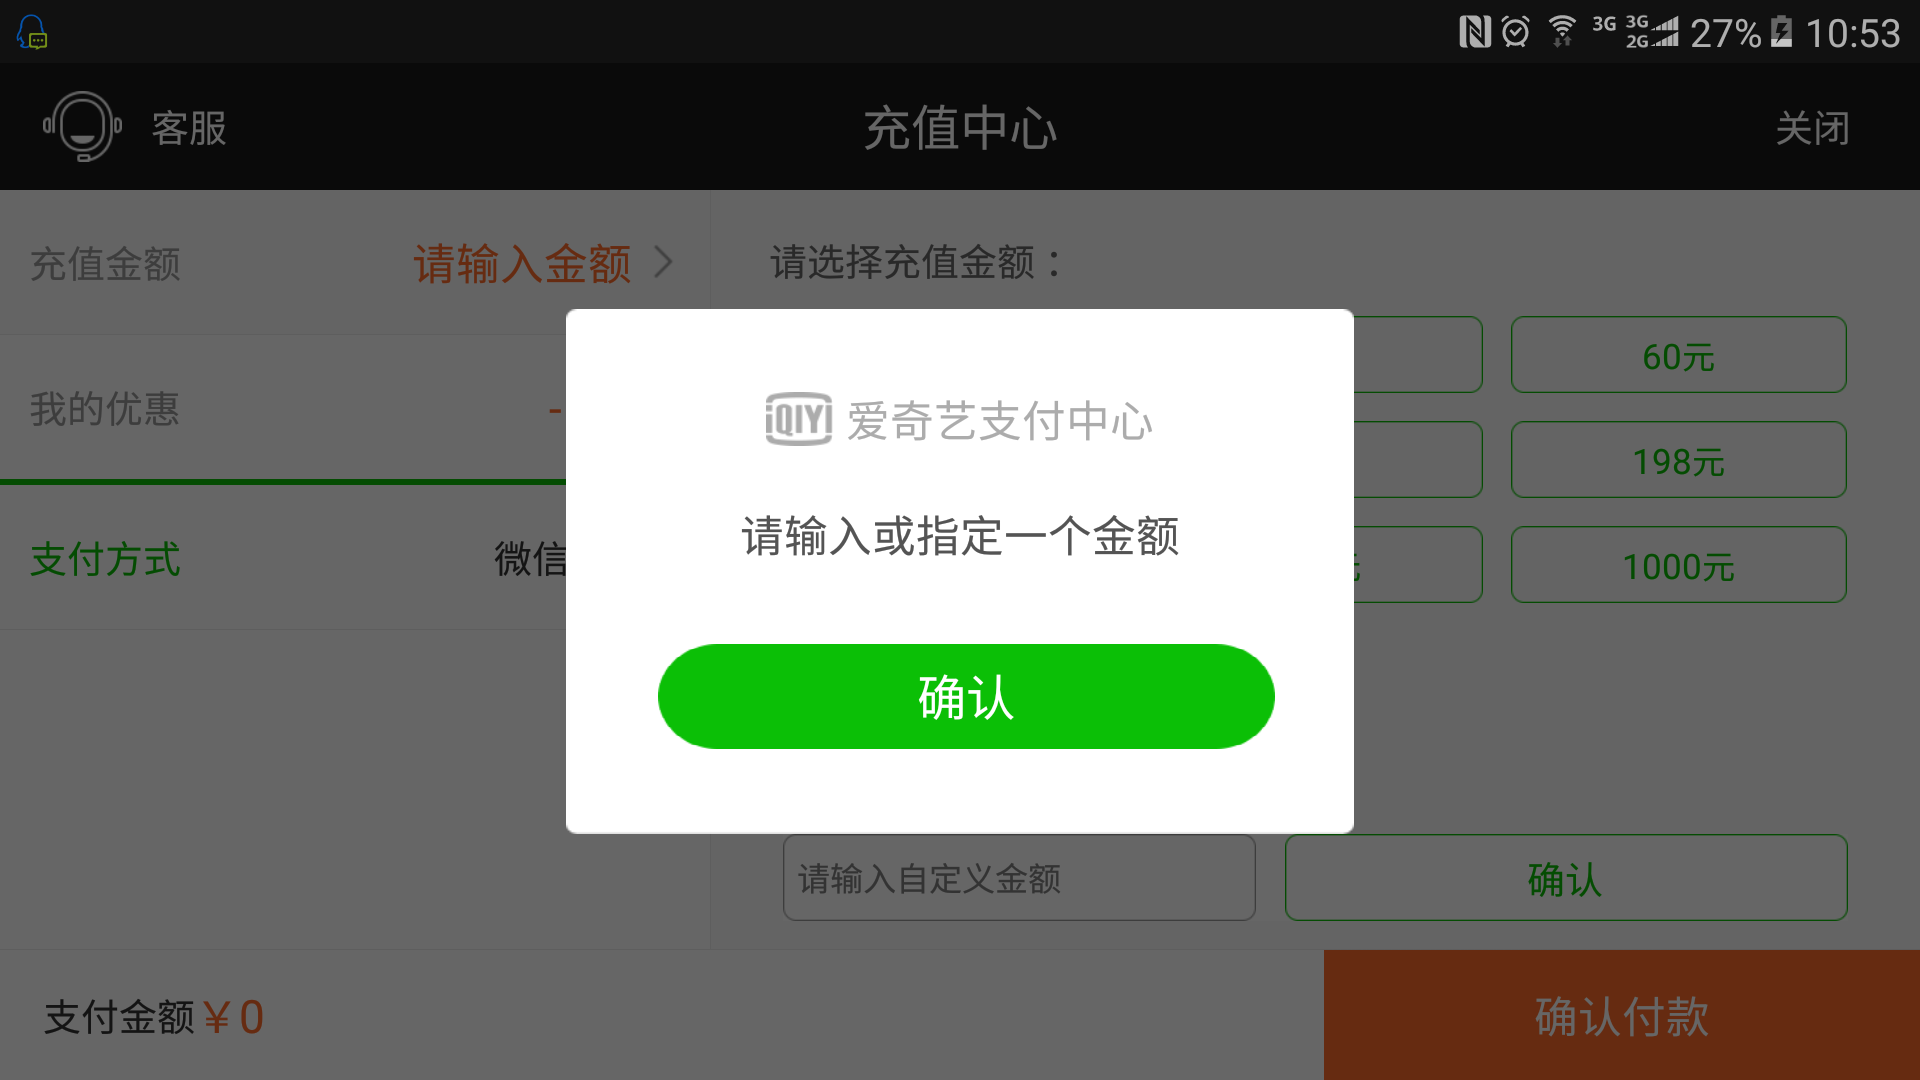 3G 3G 2G 27% 10:53
客服 充值中心 关闭
充值金额 请输入金额
请选择充值金额：
60元
我的优惠 -
198元
支付方式 微信
1000元
iQIYI 爱奇艺支付中心
请输入或指定一个金额
确认
请输入自定义金额 确认
支付金额￥0 确认付款